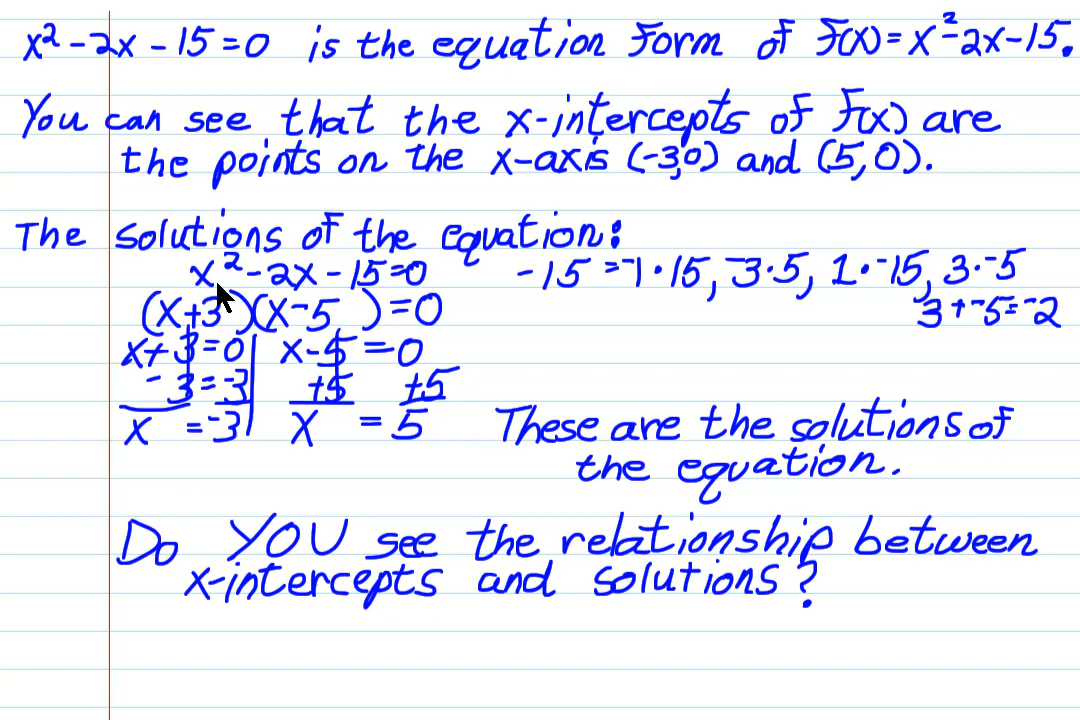 x² - 2x - 15 = 0 is the equation form of f(x) = x² - 2x - 15.
You can see that the x-intercepts of f(x) are
the points on the x-axis (-3,0) and (5,0).
The solutions of the equation:
x² - 2x - 15 = 0    -15 = -1 · 15, -3 · 5, 1 · -15, 3 · -5
(x+3)(x-5) = 0    3 + -5 = -2
x + 3 = 0 | x - 5 = 0
- 3 = -3 | +5 +5
x = -3 | x = 5    These are the solutions of
the equation.
Do YOU see the relationship between
x-intercepts and solutions?